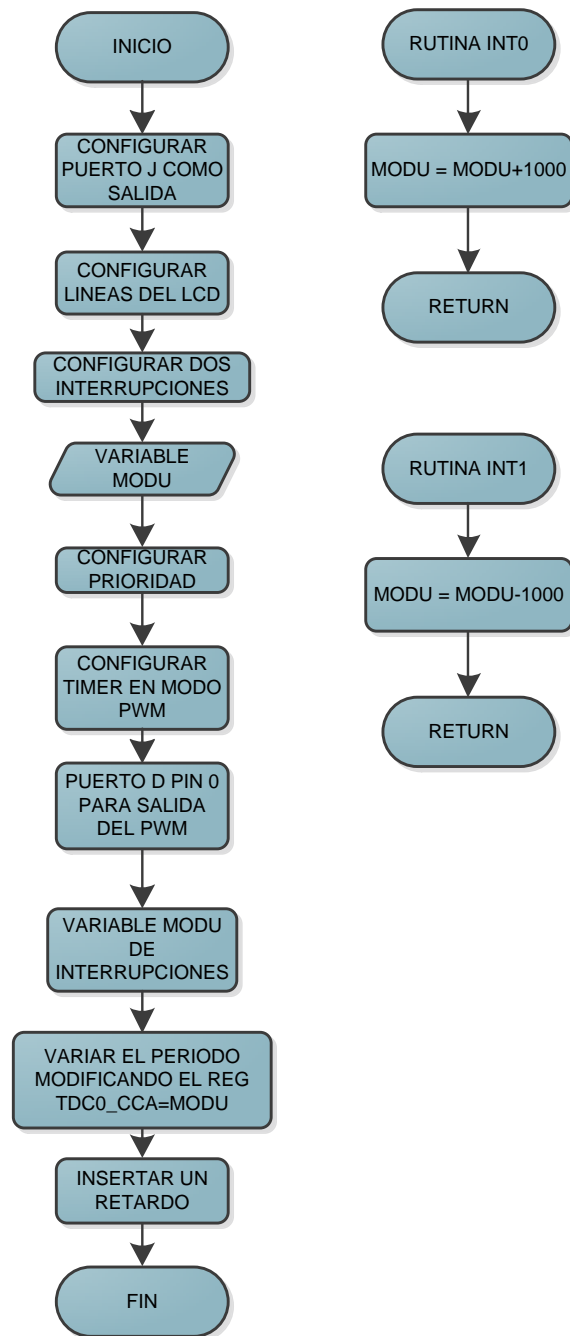 INICIO
CONFIGURAR
PUERTO J COMO
SALIDA
CONFIGURAR
LINEAS DEL LCD
CONFIGURAR DOS
INTERRUPCIONES
VARIABLE
MODU
CONFIGURAR
PRIORIDAD
CONFIGURAR
TIMER EN MODO
PWM
PUERTO D PIN 0
PARA SALIDA
DEL PWM
VARIABLE MODU
DE
INTERRUPCIONES
VARIAR EL PERIODO
MODIFICANDO EL REG
TDC0_CCA=MODU
INSERTAR UN
RETARDO
FIN
RUTINA INT0
MODU = MODU+1000
RETURN
RUTINA INT1
MODU = MODU-1000
RETURN